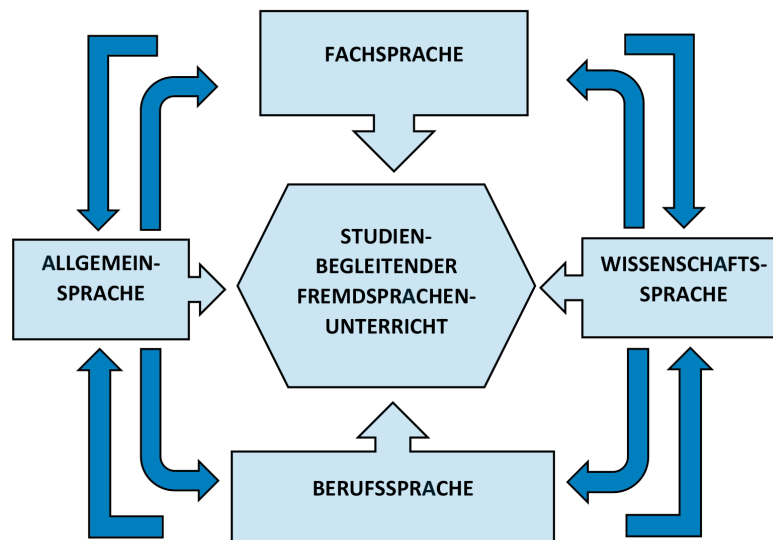 FACHSPRACHE
ALLGEMEIN-
SPRACHE
STUDIEN-
BEGLEITENDER
FREMDSPRACHEN-
UNTERRICHT
WISSENSCHAFTS-
SPRACHE
BERUFSSPRACHE